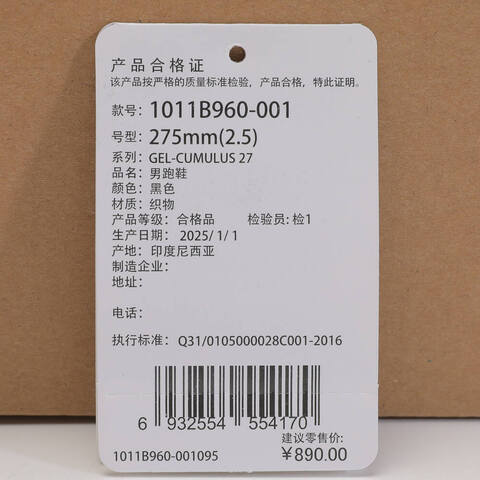 产品合格证
该产品按严格的质量标准检验，产品合格，特此证明。
款号：1011B960-001
号型：275mm(2.5)
系列：GEL-CUMULUS 27
品名：男跑鞋
颜色：黑色
材质：织物
产品等级：合格品 检验员：检1
生产日期： 2025/ 1/ 1
产地：印度尼西亚
制造企业：
地址：
电话：
执行标准： Q31/0105000028C001-2016
6 932554 554170
建议零售价：
1011B960-001095 ￥890.00